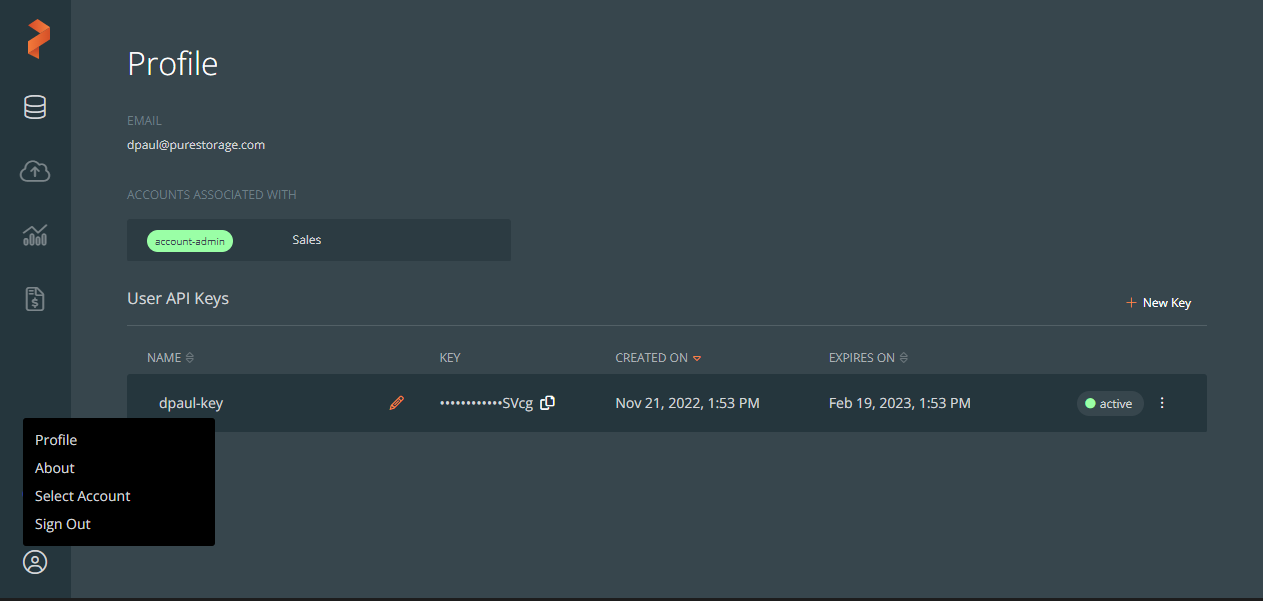 Profile
EMAIL
dpaul@purestorage.com
ACCOUNTS ASSOCIATED WITH
account-admin Sales
User API Keys
+ New Key
NAME KEY CREATED ON EXPIRES ON
dpaul-key ••••••••••••SVcg Nov 21, 2022, 1:53 PM Feb 19, 2023, 1:53 PM active
Profile
About
Select Account
Sign Out